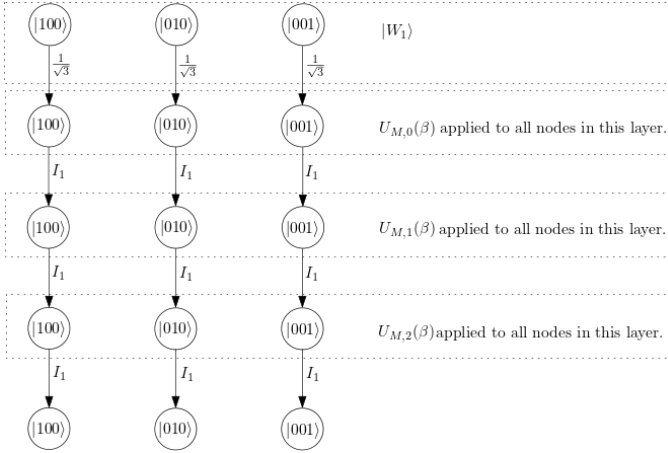 |100⟩ |010⟩ |001⟩ |W₁⟩
1/√3 1/√3 1/√3
|100⟩ |010⟩ |001⟩ U_{M,0}(β) applied to all nodes in this layer.
I₁ I₁ I₁
|100⟩ |010⟩ |001⟩ U_{M,1}(β) applied to all nodes in this layer.
I₁ I₁ I₁
|100⟩ |010⟩ |001⟩ U_{M,2}(β) applied to all nodes in this layer.
I₁ I₁ I₁
|100⟩ |010⟩ |001⟩